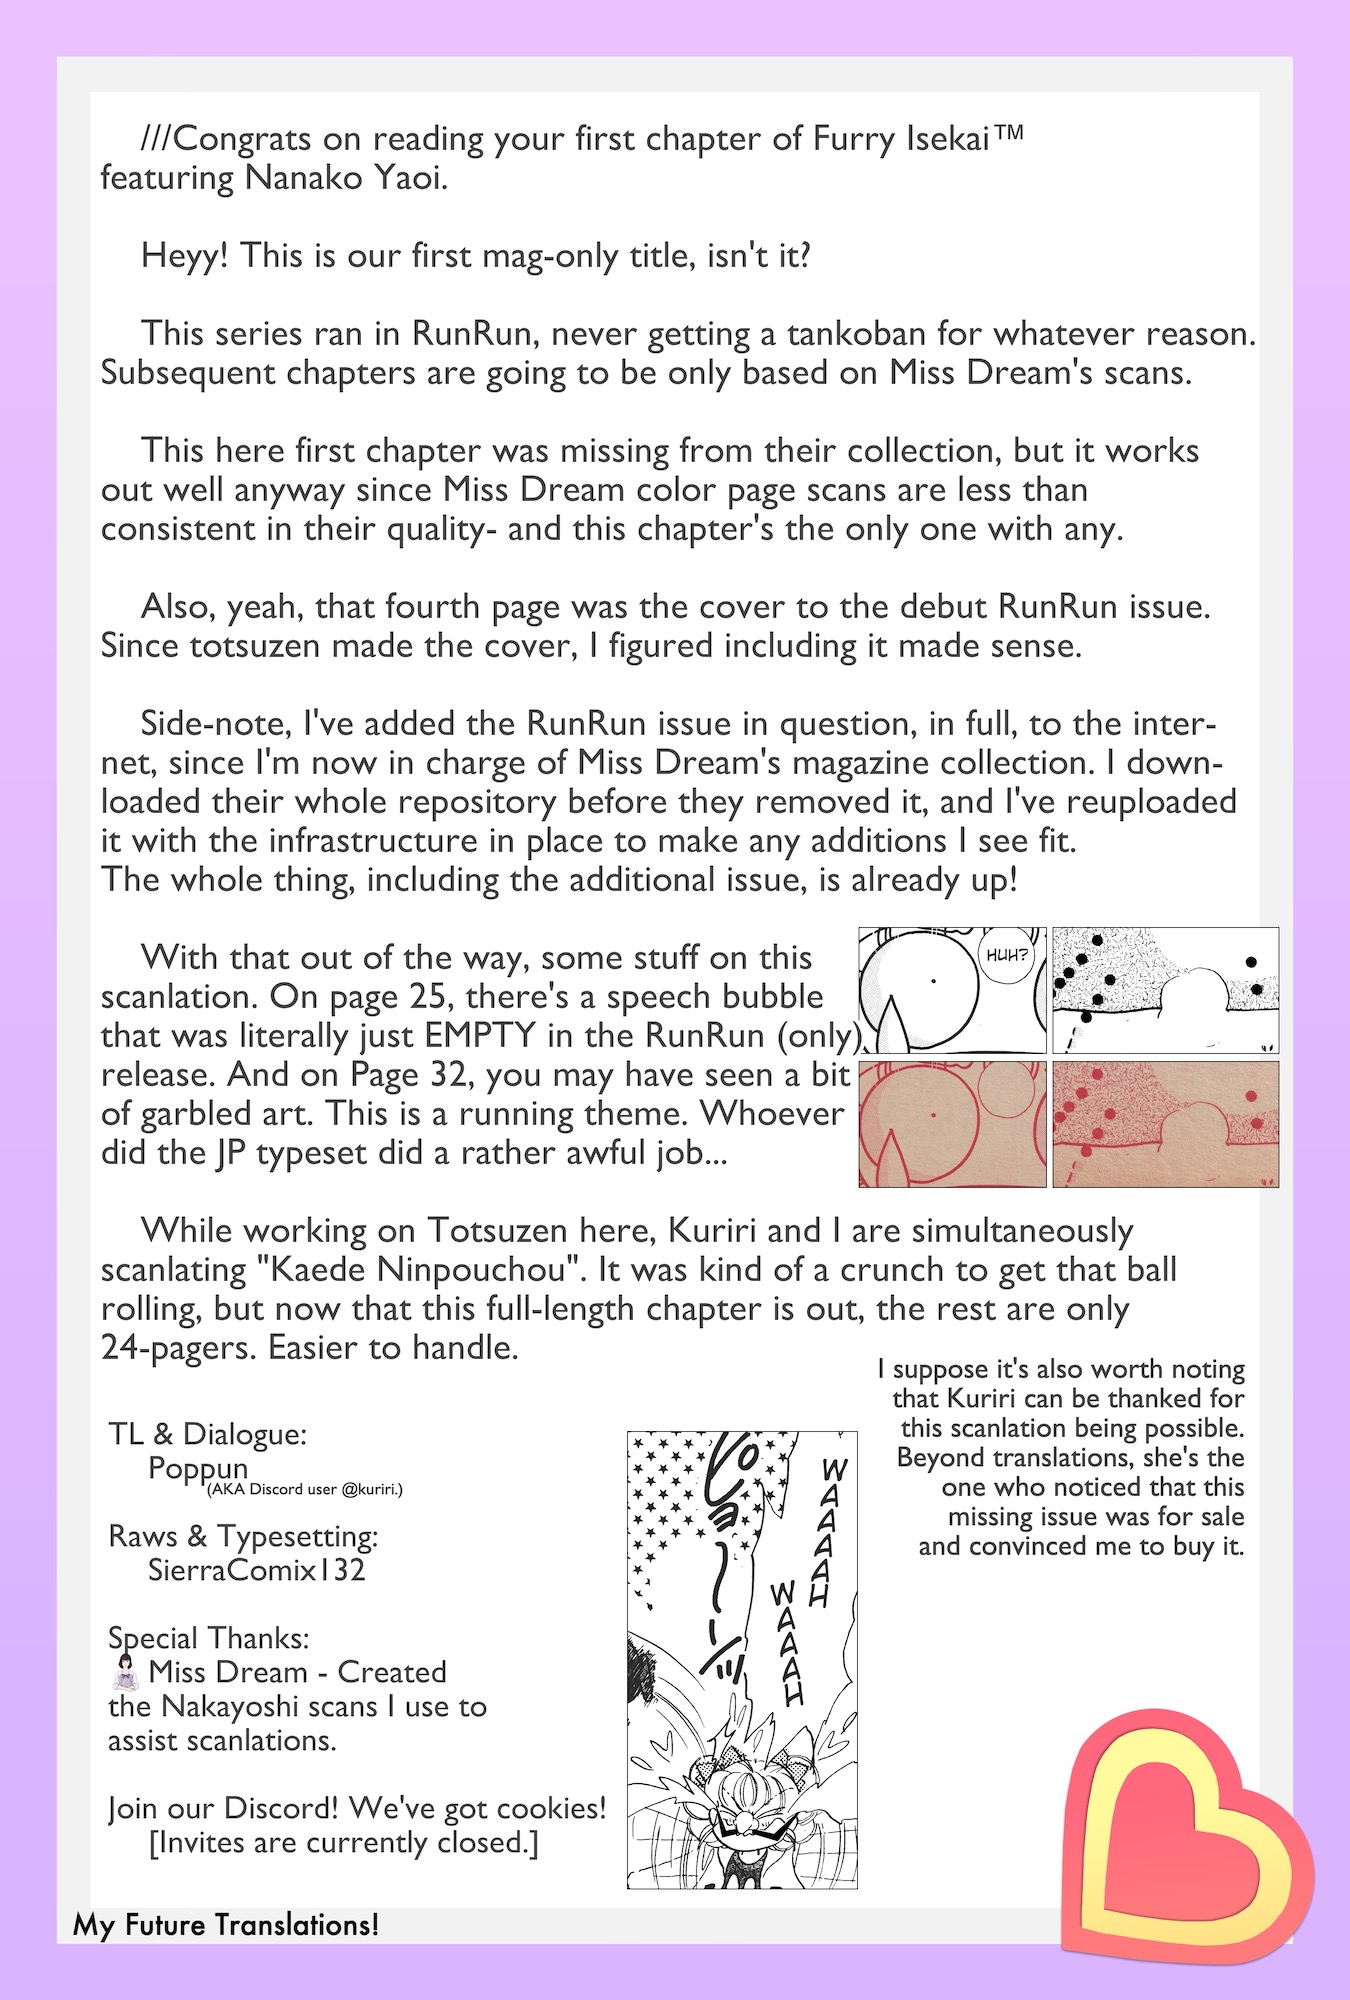 ///Congrats on reading your first chapter of Furry Isekai™
featuring Nanako Yaoi.
Heyy! This is our first mag-only title, isn't it?
This series ran in RunRun, never getting a tankoban for whatever reason.
Subsequent chapters are going to be only based on Miss Dream's scans.
This here first chapter was missing from their collection, but it works
out well anyway since Miss Dream color page scans are less than
consistent in their quality- and this chapter's the only one with any.
Also, yeah, that fourth page was the cover to the debut RunRun issue.
Since totsuzen made the cover, I figured including it made sense.
Side-note, I've added the RunRun issue in question, in full, to the inter-
net, since I'm now in charge of Miss Dream's magazine collection. I down-
loaded their whole repository before they removed it, and I've reuploaded
it with the infrastructure in place to make any additions I see fit.
The whole thing, including the additional issue, is already up!
With that out of the way, some stuff on this
scanlation. On page 25, there's a speech bubble
that was literally just EMPTY in the RunRun (only)
release. And on Page 32, you may have seen a bit
of garbled art. This is a running theme. Whoever
did the JP typeset did a rather awful job...
HUH?
While working on Totsuzen here, Kuriri and I are simultaneously
scanlating "Kaede Ninpouchou". It was kind of a crunch to get that ball
rolling, but now that this full-length chapter is out, the rest are only
24-pagers. Easier to handle.
I suppose it's also worth noting
that Kuriri can be thanked for
this scanlation being possible.
Beyond translations, she's the
one who noticed that this
missing issue was for sale
and convinced me to buy it.
TL & Dialogue:
Poppun
(AKA Discord user @kuriri.)
Raws & Typesetting:
SierraComix132
Special Thanks:
Miss Dream - Created
the Nakayoshi scans I use to
assist scanlations.
Join our Discord! We've got cookies!
[Invites are currently closed.]
WAAAAH
WAAAH
My Future Translations!